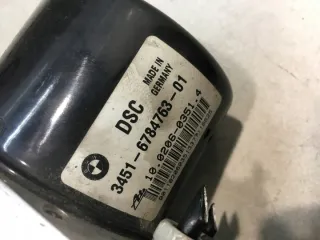 MADE IN
GERMANY
DSC
3451-6784763-01
10.0206-0351.4